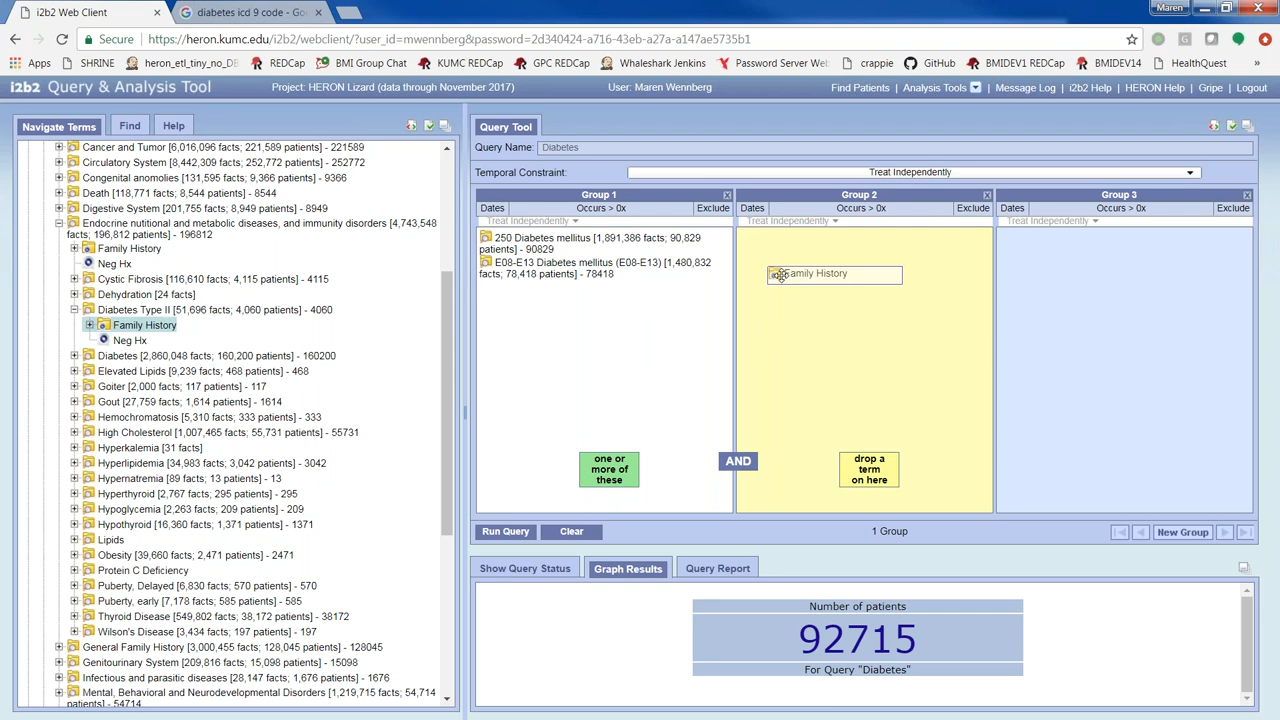 i2b2 Web Client
diabetes icd 9 code - Go
Maren
Secure https://heron.kumc.edu/i2b2/webclient/?user_id=mwennberg&password=2d340424-a716-43eb-a27a-a147ae5735b1
Apps SHRINE heron_etl_tiny_no_DB REDCap BMI Group Chat KUMC REDCap GPC REDCap Whaleshark Jenkins Password Server Web crappie GitHub BMIDEV1 REDCap BMIDEV14 HealthQuest »
i2b2 Query & Analysis Tool Project: HERON Lizard (data through November 2017) User: Maren Wennberg Find Patients Analysis Tools Message Log i2b2 Help HERON Help Gripe Logout
Navigate Terms Find Help
Cancer and Tumor [6,016,096 facts; 221,589 patients] - 221589
Circulatory System [8,442,309 facts; 252,772 patients] - 252772
Congenital anomolies [131,595 facts; 9,366 patients] - 9366
Death [118,771 facts; 8,544 patients] - 8544
Digestive System [201,755 facts; 8,949 patients] - 8949
Endocrine nutritional and metabolic diseases, and immunity disorders [4,743,548
facts; 196,812 patients] - 196812
Family History
Neg Hx
Cystic Fibrosis [116,610 facts; 4,115 patients] - 4115
Dehydration [24 facts]
Diabetes Type II [51,696 facts; 4,060 patients] - 4060
Family History
Neg Hx
Diabetes [2,860,048 facts; 160,200 patients] - 160200
Elevated Lipids [9,239 facts; 468 patients] - 468
Goiter [2,000 facts; 117 patients] - 117
Gout [27,759 facts; 1,614 patients] - 1614
Hemochromatosis [5,310 facts; 333 patients] - 333
High Cholesterol [1,007,465 facts; 55,731 patients] - 55731
Hyperkalemia [31 facts]
Hyperlipidemia [34,983 facts; 3,042 patients] - 3042
Hypernatremia [89 facts; 13 patients] - 13
Hyperthyroid [2,767 facts; 295 patients] - 295
Hypoglycemia [2,263 facts; 209 patients] - 209
Hypothyroid [16,360 facts; 1,371 patients] - 1371
Lipids
Obesity [39,660 facts; 2,471 patients] - 2471
Protein C Deficiency
Puberty, Delayed [6,830 facts; 570 patients] - 570
Puberty, early [7,178 facts; 585 patients] - 585
Thyroid Disease [549,802 facts; 38,172 patients] - 38172
Wilson's Disease [3,434 facts; 197 patients] - 197
General Family History [3,000,455 facts; 128,045 patients] - 128045
Genitourinary System [209,816 facts; 15,098 patients] - 15098
Infectious and parasitic diseases [28,147 facts; 1,676 patients] - 1676
Mental, Behavioral and Neurodevelopmental Disorders [1,219,715 facts; 54,714
patients] - 54714
Query Tool
Query Name: Diabetes
Temporal Constraint: Treat Independently
Group 1 Group 2 Group 3
Dates Occurs > 0x Exclude Dates Occurs > 0x Exclude Dates Occurs > 0x Exclude
Treat Independently Treat Independently Treat Independently
250 Diabetes mellitus [1,891,386 facts; 90,829
patients] - 90829
E08-E13 Diabetes mellitus (E08-E13) [1,480,832
facts; 78,418 patients] - 78418
Family History
one or
more of
these
AND
drop a
term
on here
Run Query Clear 1 Group New Group
Show Query Status Graph Results Query Report
Number of patients
92715
For Query "Diabetes"